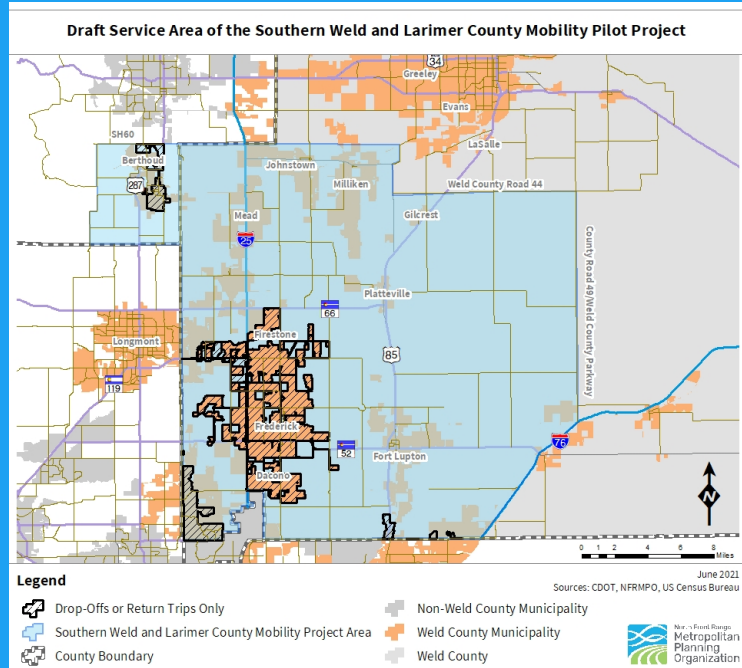 Draft Service Area of the Southern Weld and Larimer County Mobility Pilot Project
34
Greeley
Evans
SH60
LaSalle
Berthoud
Johnstown
287
Milliken
Weld County Road 44
Mead
Gilcrest
25
County Road 49/Weld County Parkway
Platteville
66
Firestone
Longmont
85
119
Frederick
76
52
Fort Lupton
Dacono
N
0 1 2 4 6 8
Miles
Legend
June 2021
Sources: CDOT, NFRMPO, US Census Bureau
Drop-Offs or Return Trips Only
Non-Weld County Municipality
Southern Weld and Larimer County Mobility Project Area
Weld County Municipality
County Boundary
Weld County
North Front Range
Metropolitan
Planning
Organization